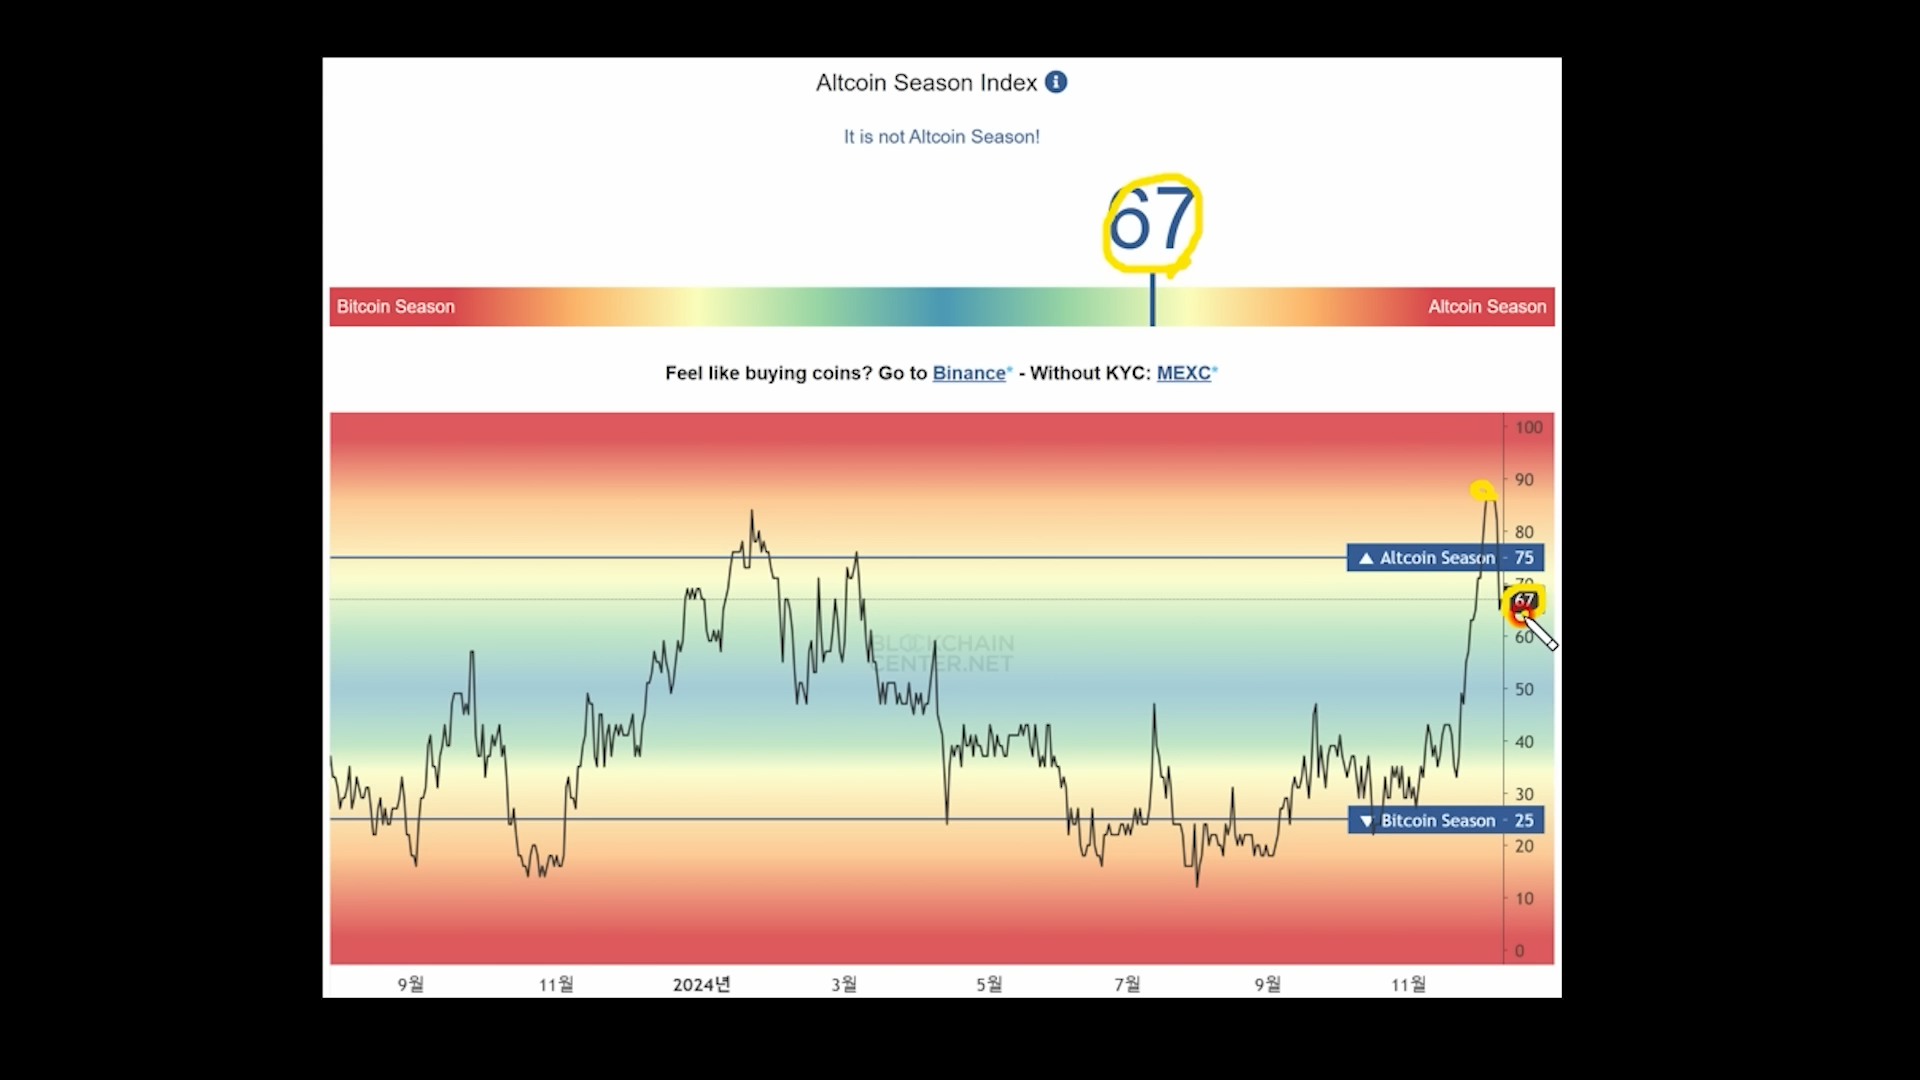 Altcoin Season Index i
It is not Altcoin Season!
67
Bitcoin Season Altcoin Season
Feel like buying coins? Go to Binance* - Without KYC: MEXC*
100
90
80
▲ Altcoin Season 75
70
67
60
BLOCKCHAIN
CENTER.NET
50
40
30
▼ Bitcoin Season 25
20
10
0
9월 11월 2024년 3월 5월 7월 9월 11월